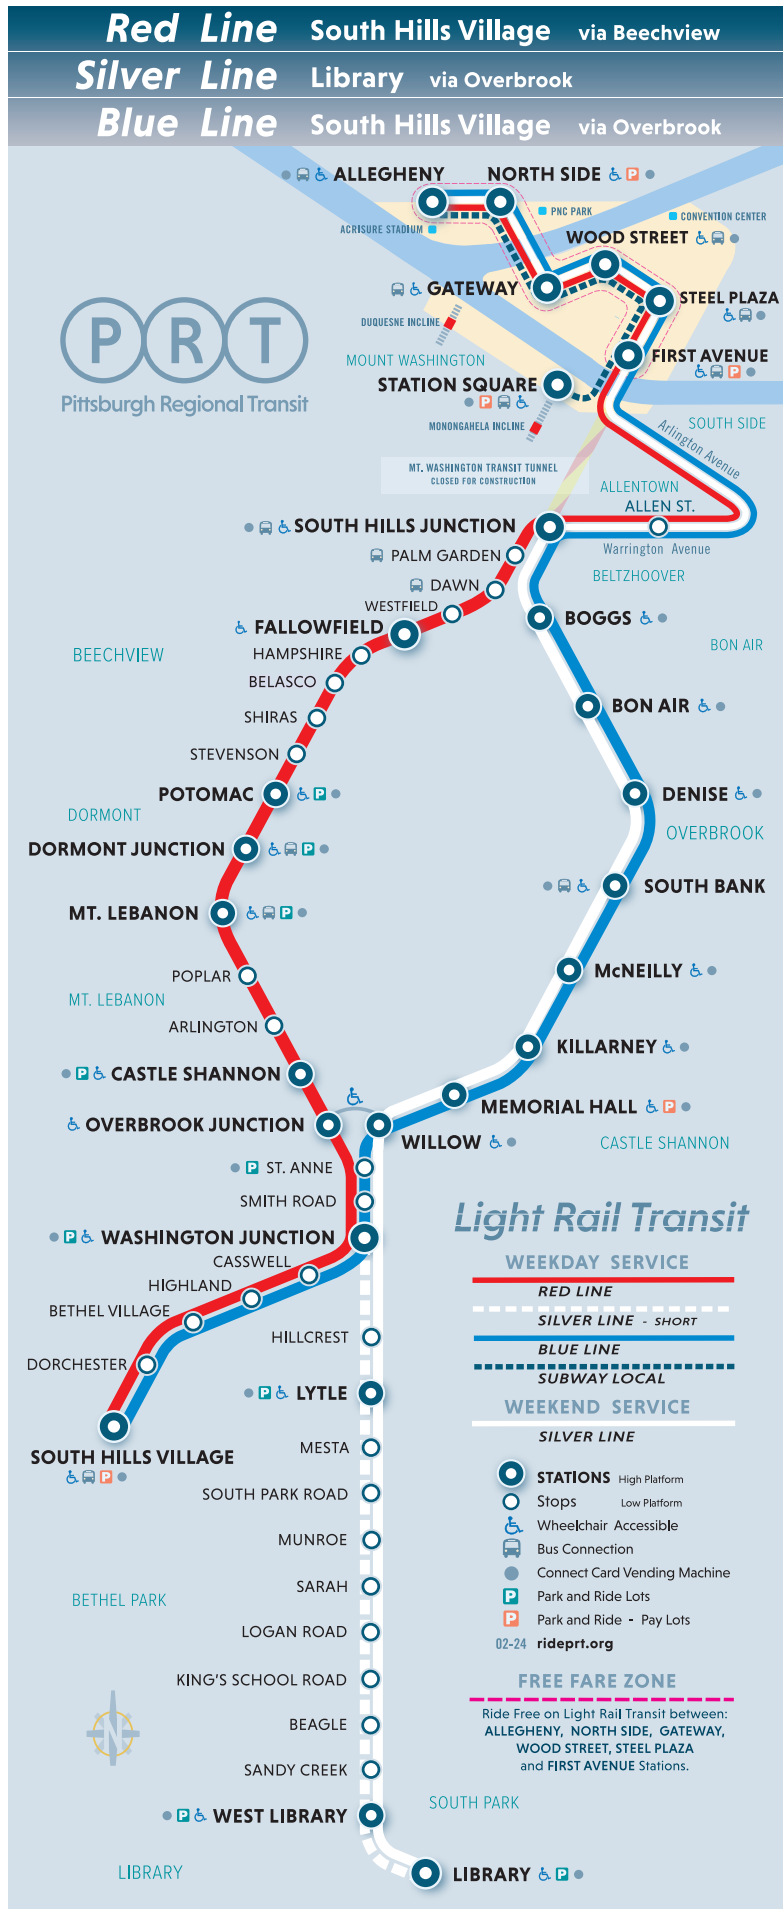 Red Line South Hills Village via Beechview
Silver Line Library via Overbrook
Blue Line South Hills Village via Overbrook
ALLEGHENY
NORTH SIDE P
PNC PARK
CONVENTION CENTER
ACRISURE STADIUM
WOOD STREET
GATEWAY
STEEL PLAZA
DUQUESNE INCLINE
PRT
Pittsburgh Regional Transit
MOUNT WASHINGTON
FIRST AVENUE
P
STATION SQUARE
P
MONONGAHELA INCLINE
SOUTH SIDE
Arlington Avenue
MT. WASHINGTON TRANSIT TUNNEL
CLOSED FOR CONSTRUCTION
ALLENTOWN
ALLEN ST.
SOUTH HILLS JUNCTION
Warrington Avenue
PALM GARDEN
BELTZHOOVER
DAWN
WESTFIELD
BOGGS
FALLOWFIELD
BEECHVIEW
HAMPSHIRE
BON AIR
BELASCO
BON AIR
SHIRAS
STEVENSON
POTOMAC P
DENISE
DORMONT
OVERBROOK
DORMONT JUNCTION P
SOUTH BANK
MT. LEBANON P
McNEILLY
POPLAR
MT. LEBANON
ARLINGTON
KILLARNEY
P CASTLE SHANNON
MEMORIAL HALL P
OVERBROOK JUNCTION
WILLOW
CASTLE SHANNON
P ST. ANNE
SMITH ROAD
P WASHINGTON JUNCTION
CASSWELL
HIGHLAND
BETHEL VILLAGE
DORCHESTER
SOUTH HILLS VILLAGE
P
HILLCREST
P LYTLE
MESTA
SOUTH PARK ROAD
MUNROE
SARAH
BETHEL PARK
LOGAN ROAD
KING'S SCHOOL ROAD
BEAGLE
N
SANDY CREEK
P WEST LIBRARY
SOUTH PARK
LIBRARY
LIBRARY P
Light Rail Transit
WEEKDAY SERVICE
RED LINE
SILVER LINE - SHORT
BLUE LINE
SUBWAY LOCAL
WEEKEND SERVICE
SILVER LINE
STATIONS High Platform
Stops Low Platform
Wheelchair Accessible
Bus Connection
Connect Card Vending Machine
P Park and Ride Lots
P Park and Ride - Pay Lots
02-24 rideprt.org
FREE FARE ZONE
Ride Free on Light Rail Transit between:
ALLEGHENY, NORTH SIDE, GATEWAY,
WOOD STREET, STEEL PLAZA
and FIRST AVENUE Stations.